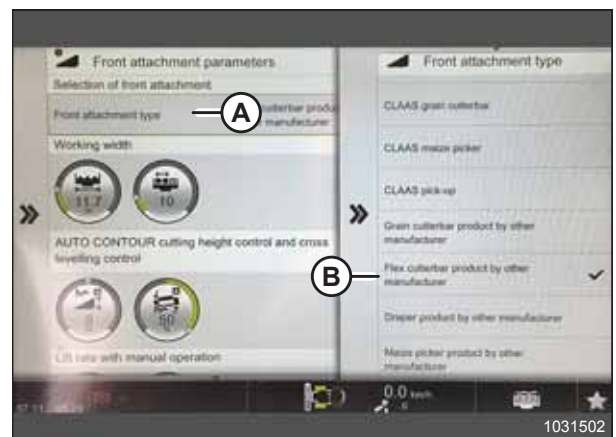 Front attachment parameters
Selection of front attachment
Front attachment type
cutterbar produ
manufacturer
A
Working width
11.7
10
AUTO CONTOUR cutting height control and cross
levelling control
50
Lift rate with manual operation
Front attachment type
CLAAS grain cutterbar
CLAAS maize picker
CLAAS pick-up
Grain cutterbar product by other
manufacturer
B
Flex cutterbar product by other
manufacturer
Draper product by other manufacturer
Maize picker product by other
manufacturer
0.0 km/h
1031502